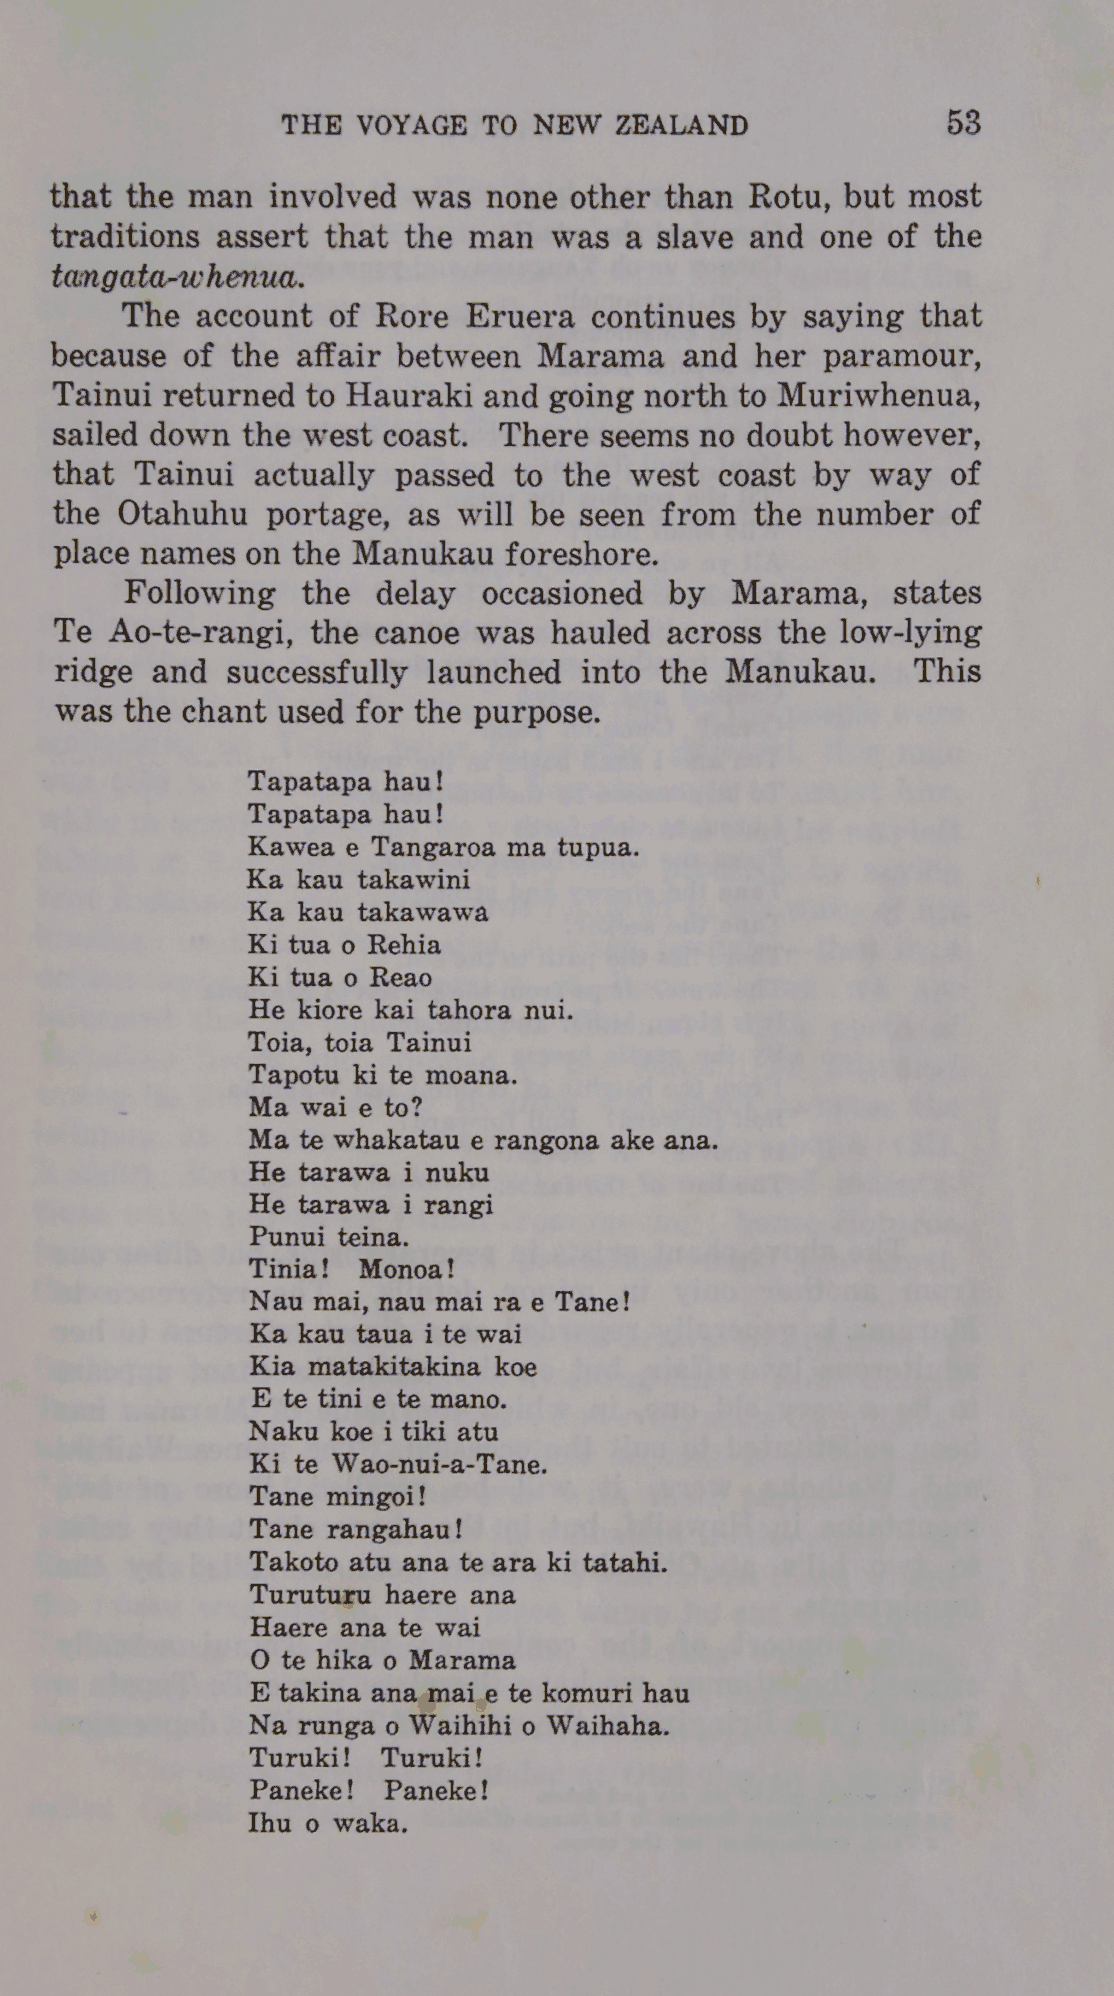 THE VOYAGE TO NEW ZEALAND 53
that the man involved was none other than Rotu, but most
traditions assert that the man was a slave and one of the
tangata-whenua.
The account of Rore Eruera continues by saying that
because of the affair between Marama and her paramour,
Tainui returned to Hauraki and going north to Muriwhenua,
sailed down the west coast. There seems no doubt however,
that Tainui actually passed to the west coast by way of
the Otahuhu portage, as will be seen from the number of
place names on the Manukau foreshore.
Following the delay occasioned by Marama, states
Te Ao-te-rangi, the canoe was hauled across the low-lying
ridge and successfully launched into the Manukau. This
was the chant used for the purpose.
Tapatapa hau!
Tapatapa hau!
Kawea e Tangaroa ma tupua.
Ka kau takawini
Ka kau takawawa
Ki tua o Rehia
Ki tua o Reao
He kiore kai tahora nui.
Toia, toia Tainui
Tapotu ki te moana.
Ma wai e to?
Ma te whakatau e rangona ake ana.
He tarawa i nuku
He tarawa i rangi
Punui teina.
Tinia! Monoa!
Nau mai, nau mai ra e Tane!
Ka kau taua i te wai
Kia matakitakina koe
E te tini e te mano.
Naku koe i tiki atu
Ki te Wao-nui-a-Tane.
Tane mingoi!
Tane rangahau!
Takoto atu ana te ara ki tatahi.
Turuturu haere ana
Haere ana te wai
O te hika o Marama
E takina ana mai e te komuri hau
Na runga o Waihihi o Waihaha.
Turuki! Turuki!
Paneke! Paneke!
Ihu o waka.